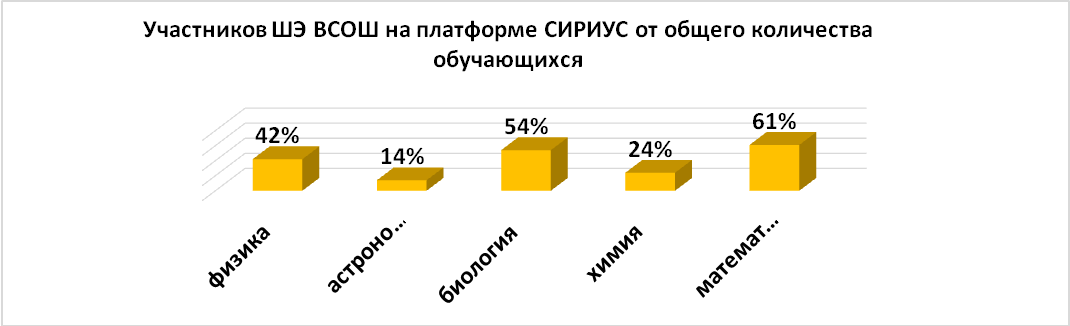 Участников ШЭ ВСОШ на платформе СИРИУС от общего количества
обучающихся
42%
14%
54%
24%
61%
физика
астроно...
биология
химия
математ...